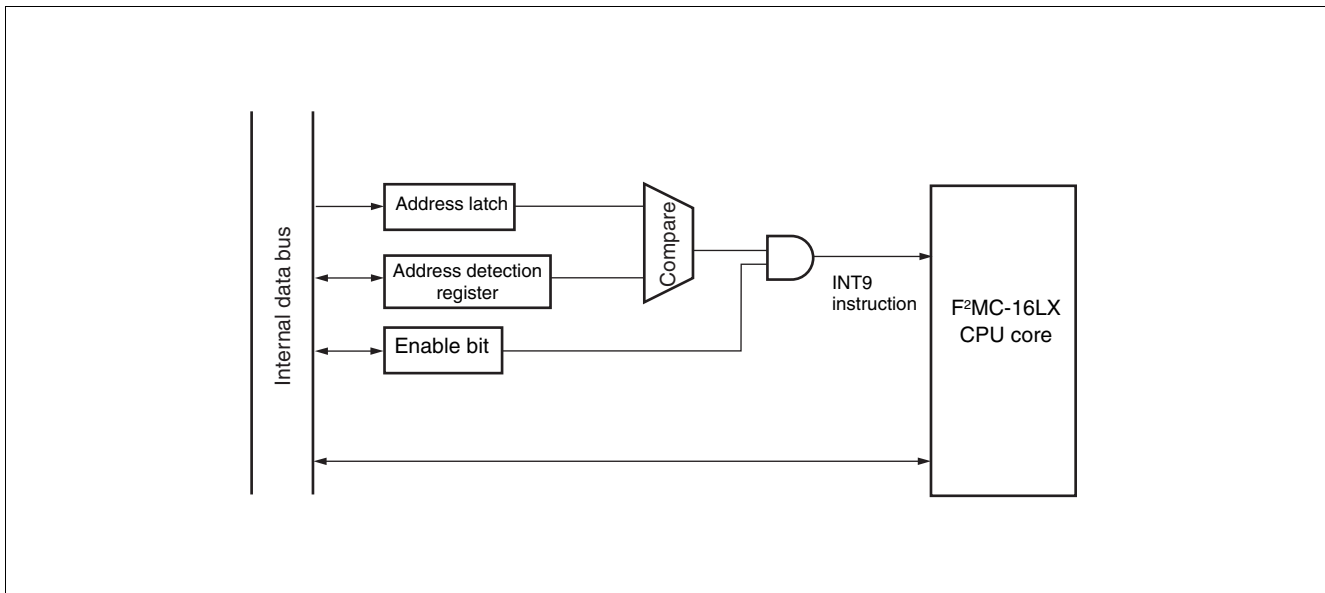 Internal data bus
Address latch
Address detection
register
Enable bit
Compare
INT9
instruction
F²MC-16LX
CPU core